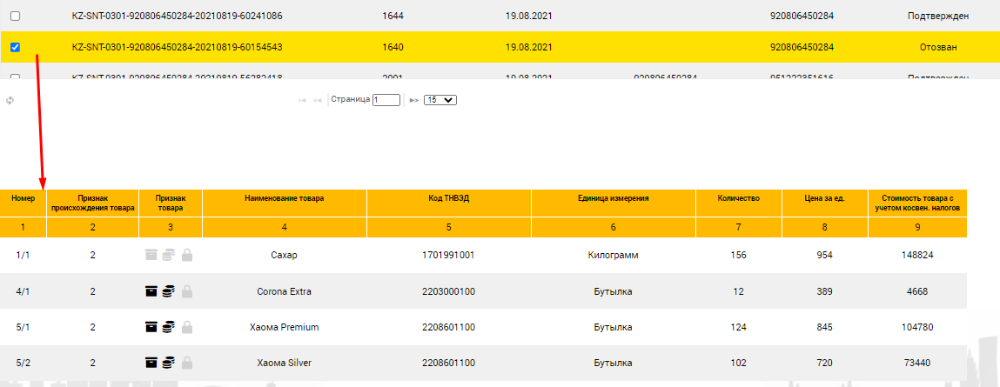 KZ-SNT-0301-920806450284-20210819-60241086 1644 19.08.2021 920806450284 Подтвержден
KZ-SNT-0301-920806450284-20210819-60154543 1640 19.08.2021 920806450284 Отозван
KZ-SNT-0301-920806450284-20210819-56282418 2001 19.08.2021 920806450284 951222351616 Подтвержден
Страница 1 15
Номер Признак происхождения товара Признак товара Наименование товара Код ТНВЭД Единица измерения Количество Цена за ед. Стоимость товара с учетом косвен. налогов
1 2 3 4 5 6 7 8 9
1/1 2 Сахар 1701991001 Килограмм 156 954 148824
4/1 2 Corona Extra 2203000100 Бутылка 12 389 4668
5/1 2 Хаома Premium 2208601100 Бутылка 124 845 104780
5/2 2 Хаома Silver 2208601100 Бутылка 102 720 73440